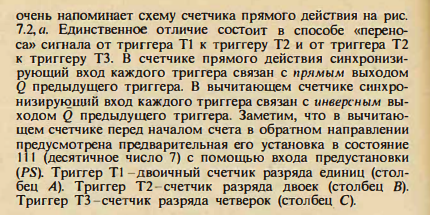 очень напоминает схему счетчика прямого действия на рис.
7.2, а. Единственное отличие состоит в способе «перено-
са» сигнала от триггера Т1 к триггеру Т2 и от триггера Т2
к триггеру Т3. В счетчике прямого действия синхронизи-
рующий вход каждого триггера связан с прямым выходом
Q предыдущего триггера. В вычитающем счетчике синхро-
низирующий вход каждого триггера связан с инверсным вы-
ходом Q̄ предыдущего триггера. Заметим, что в вычитаю-
щем счетчике перед началом счета в обратном направлении
предусмотрена предварительная его установка в состояние
111 (десятичное число 7) с помощью входа предустановки
(PS). Триггер Т1–двоичный счетчик разряда единиц (стол-
бец А). Триггер Т2–счетчик разряда двоек (столбец В).
Триггер Т3–счетчик разряда четверок (столбец С).